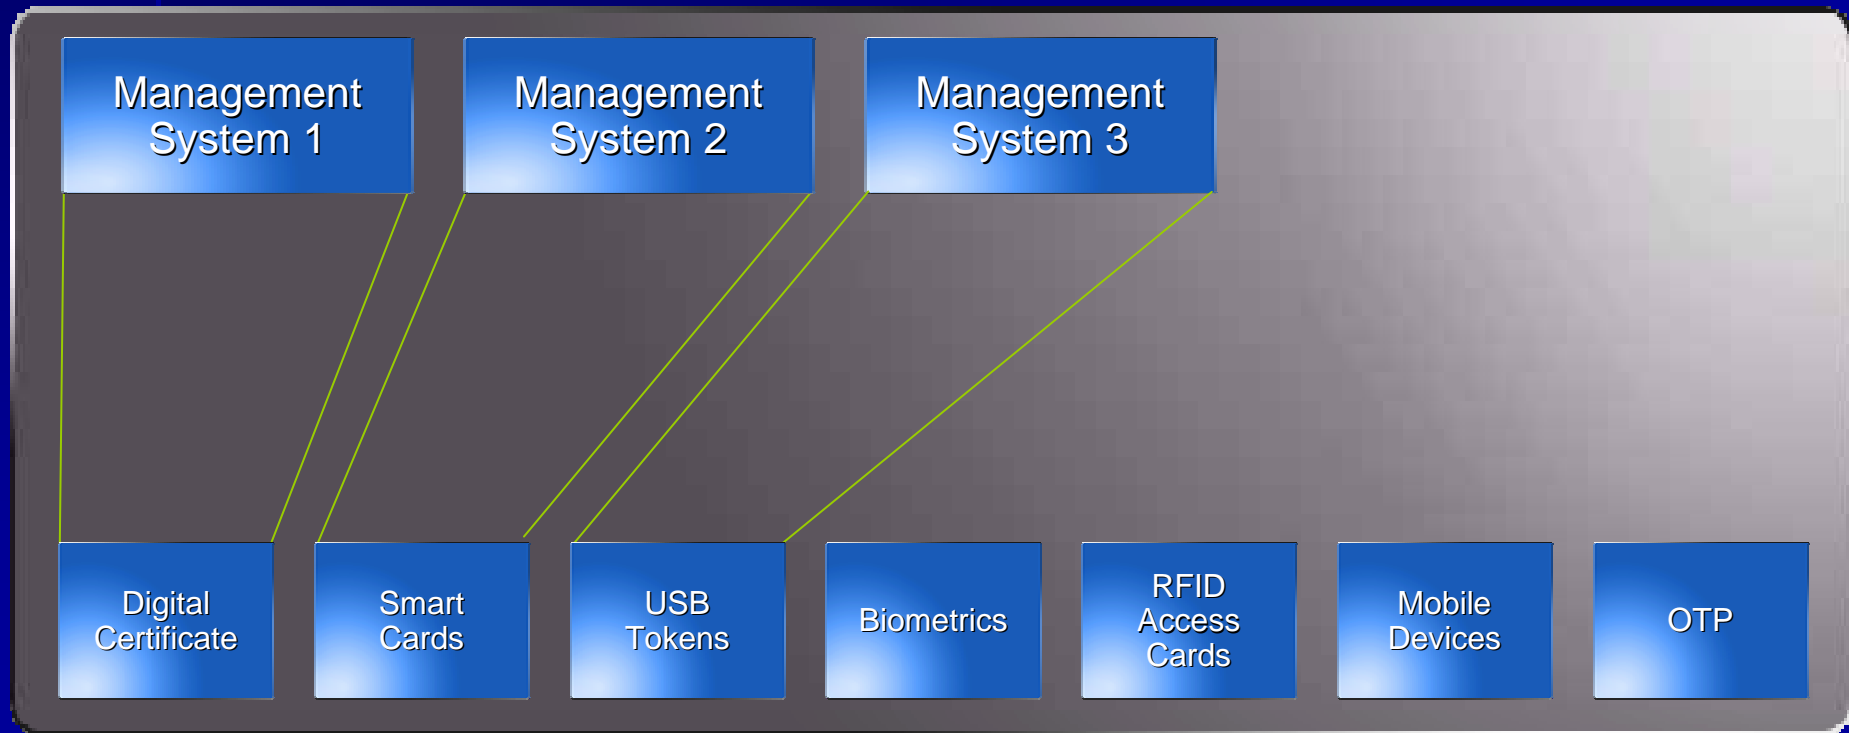 Management
System 1
Management
System 2
Management
System 3
Digital
Certificate
Smart
Cards
USB
Tokens
Biometrics
RFID
Access
Cards
Mobile
Devices
OTP